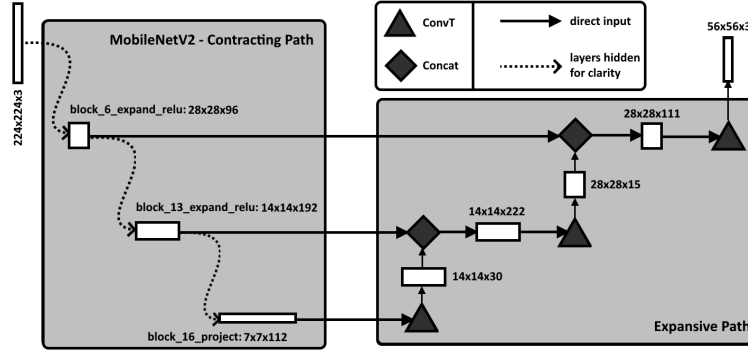 224x224x3
MobileNetV2 - Contracting Path
block_6_expand_relu: 28x28x96
block_13_expand_relu: 14x14x192
block_16_project: 7x7x112
ConvT
Concat
direct input
layers hidden
for clarity
56x56x3
28x28x111
28x28x15
14x14x222
14x14x30
Expansive Path